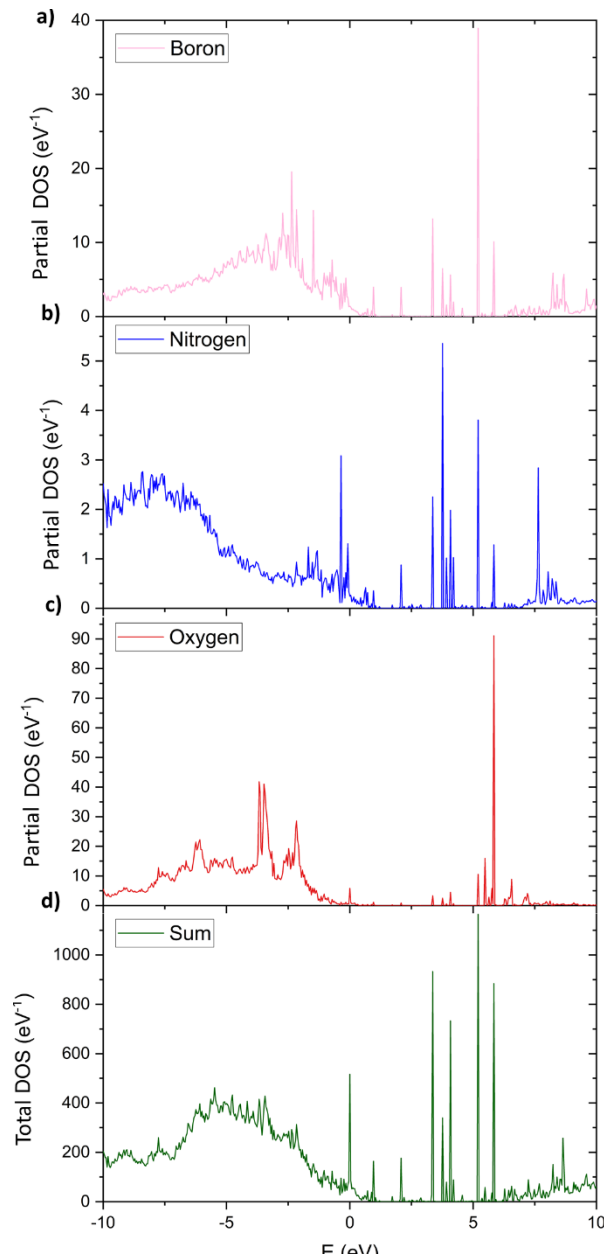 a)
40
Boron
30
20
10
0
Partial DOS (eV⁻¹)
b)
Nitrogen
5
4
3
2
1
0
Partial DOS (eV⁻¹)
c)
Oxygen
90
80
70
60
50
40
30
20
10
0
Partial DOS (eV⁻¹)
d)
Sum
1000
800
600
400
200
0
Total DOS (eV⁻¹)
-10 -5 0 5 10
E (eV)